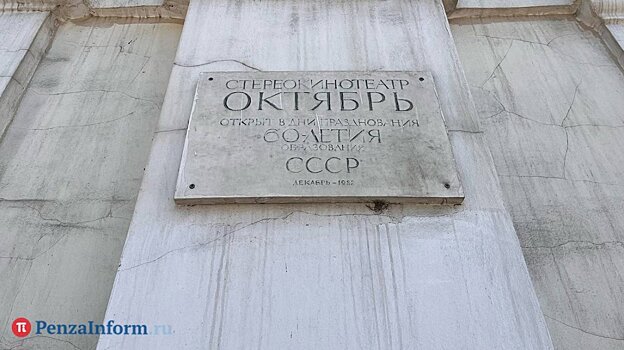 СТЕРЕОКИНОТЕАТР
ОКТЯБРЬ
ОТКРЫТ В ДНИ ПРАЗДНОВАНИЯ
60-ЛЕТИЯ
ОБРАЗОВАНИЯ
СССР
ДЕКАБРЬ-1982
π PenzaInform.ru